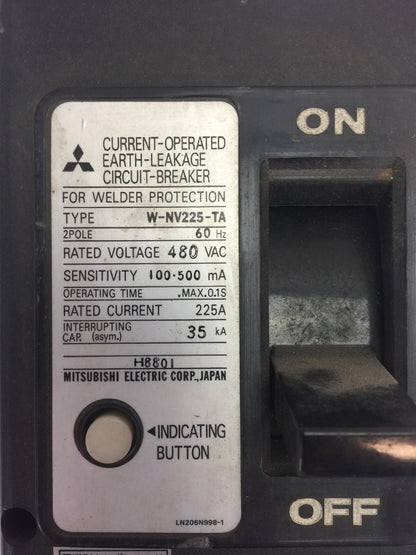 CURRENT-OPERATED
EARTH-LEAKAGE
CIRCUIT-BREAKER
FOR WELDER PROTECTION
TYPE W-NV225-TA
2POLE 60 Hz
RATED VOLTAGE 480 VAC
SENSITIVITY 100·500 mA
OPERATING TIME .MAX.0.1S
RATED CURRENT 225A
INTERRUPTING
CAP. (asym.) 35 kA
H8801
MITSUBISHI ELECTRIC CORP., JAPAN
◀INDICATING
BUTTON
LN206N998-1
ON
OFF